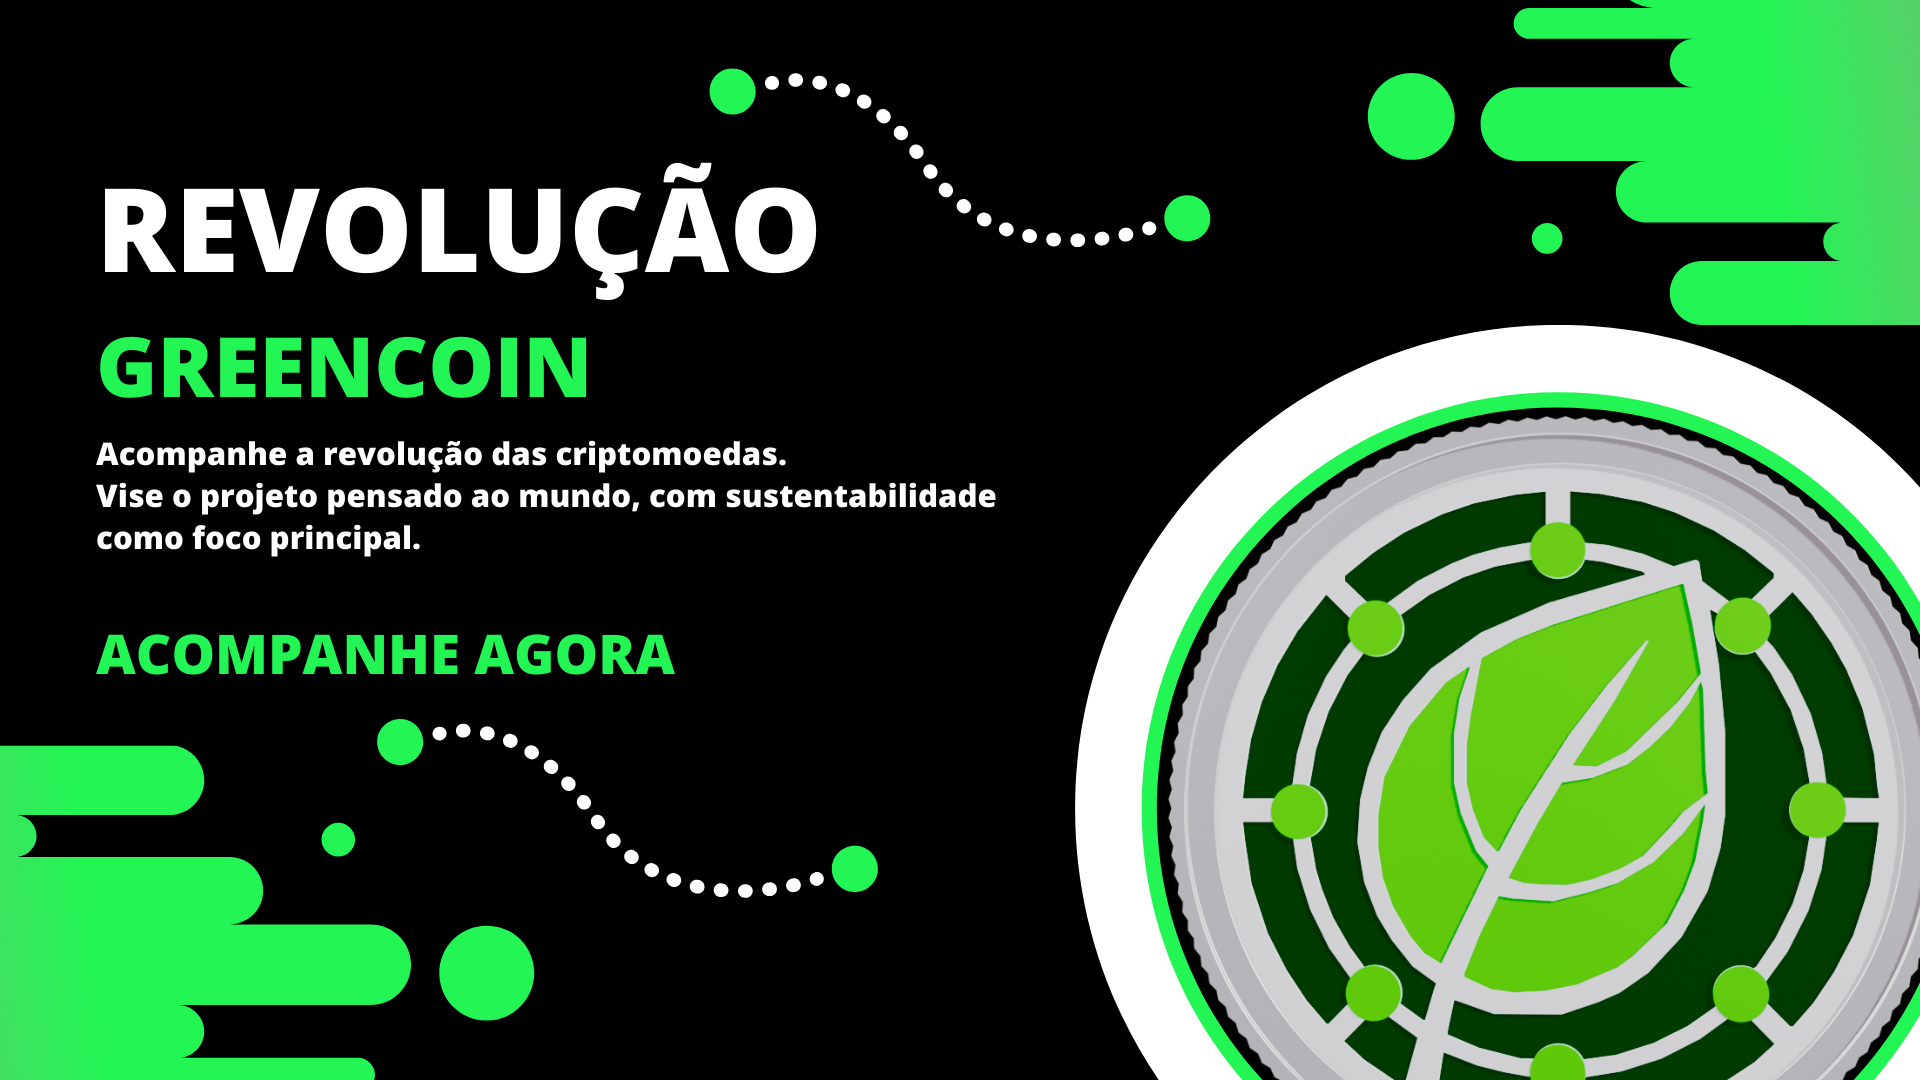 REVOLUÇÃO
GREENCOIN
Acompanhe a revolução das criptomoedas.
Vise o projeto pensado ao mundo, com sustentabilidade
como foco principal.
ACOMPANHE AGORA